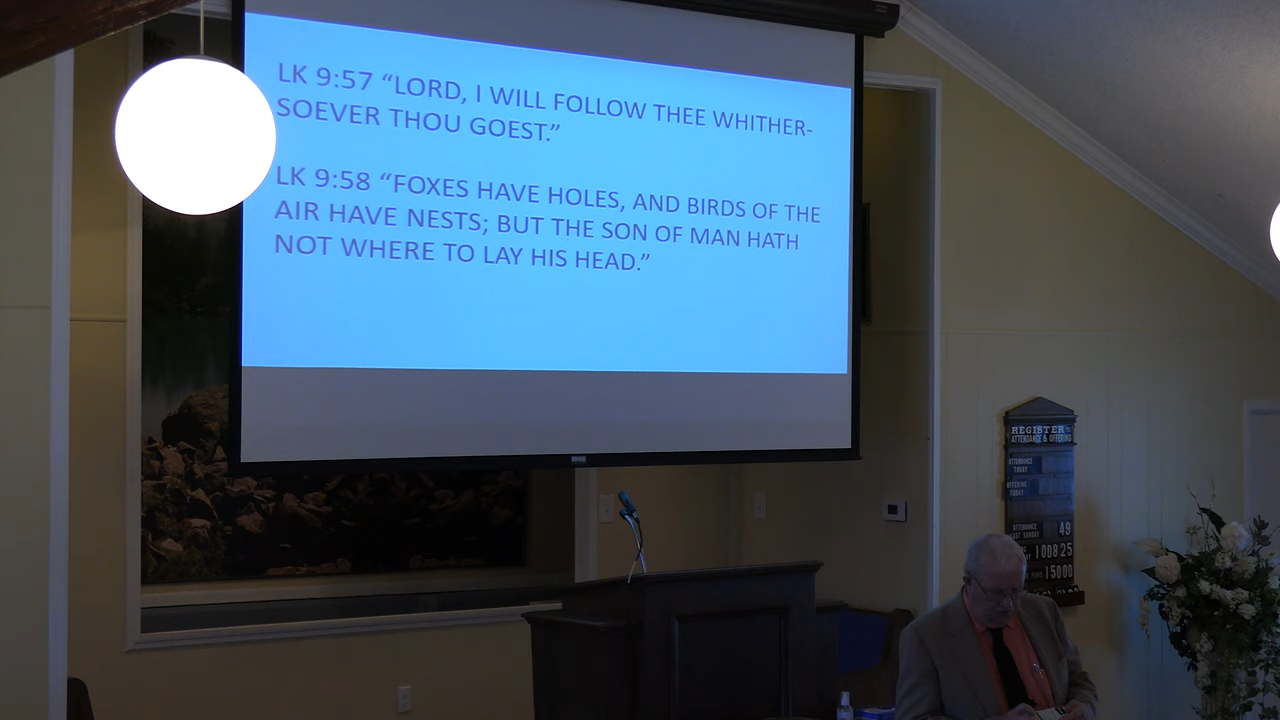 LK 9:57 “LORD, I WILL FOLLOW THEE WHITHER-
SOEVER THOU GOEST.”
LK 9:58 “FOXES HAVE HOLES, AND BIRDS OF THE
AIR HAVE NESTS; BUT THE SON OF MAN HATH
NOT WHERE TO LAY HIS HEAD.”
REGISTER
ATTENDANCE & OFFERING
ATTENDANCE
TODAY
OFFERING
TODAY
ATTENDANCE
LAST SUNDAY 49
1008 25
FUND 15000